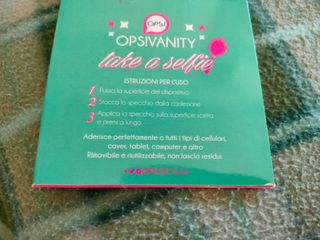 OPS!
OPSIVANITY
take a selfie
ISTRUZIONI PER L'USO
1 Pulisci la superficie del dispositivo
2 Stacca lo specchio dalla confezione
3 Applica lo specchio sulla superficie scelta
e premi a lungo
Aderisce perfettamente a tutti i tipi di cellulari,
cover, tablet, computer e altro
Rimovibile e riutilizzabile, non lascia residui.